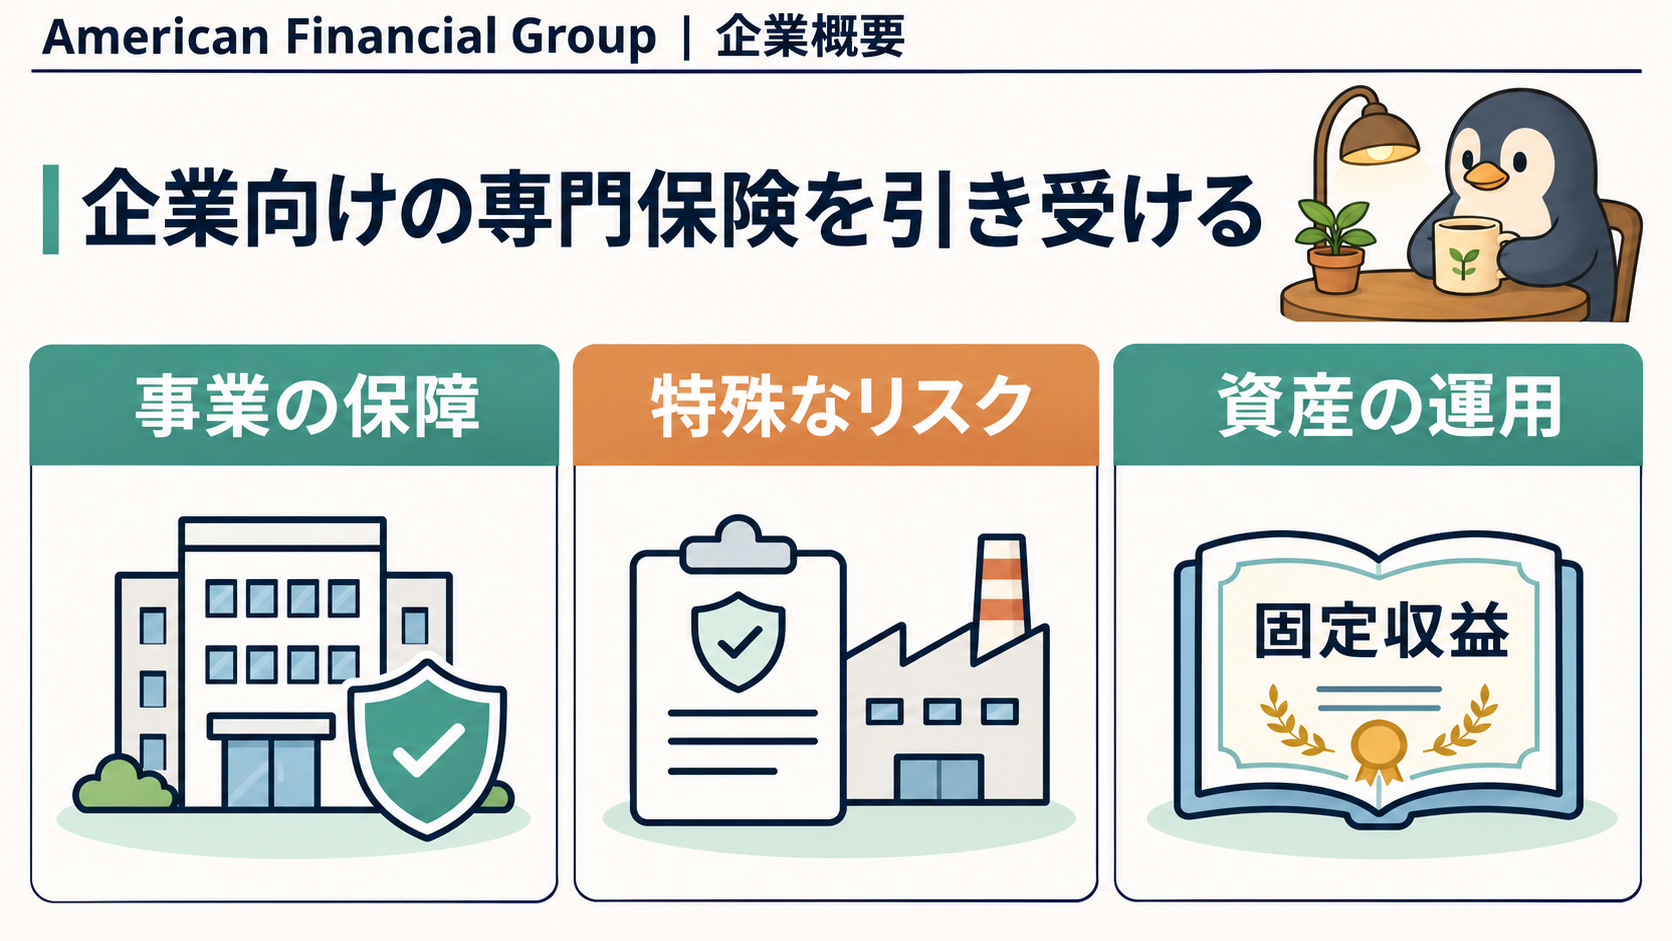 American Financial Group | 企業概要
企業向けの専門保険を引き受ける
事業の保障
特殊なリスク
資産の運用
固定収益